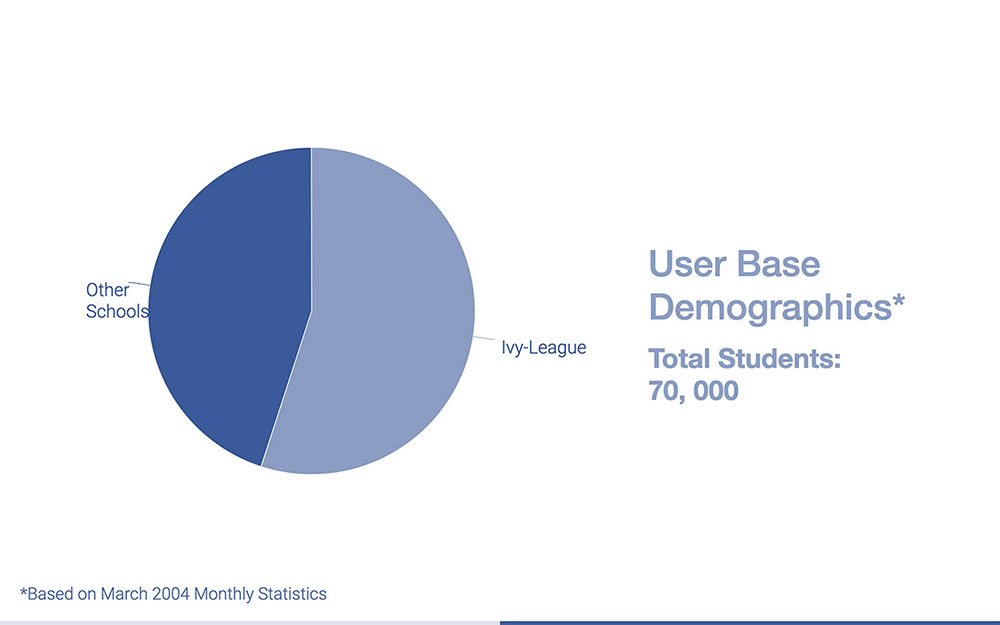 Other
Schools
Ivy-League
User Base
Demographics*
Total Students:
70, 000
*Based on March 2004 Monthly Statistics